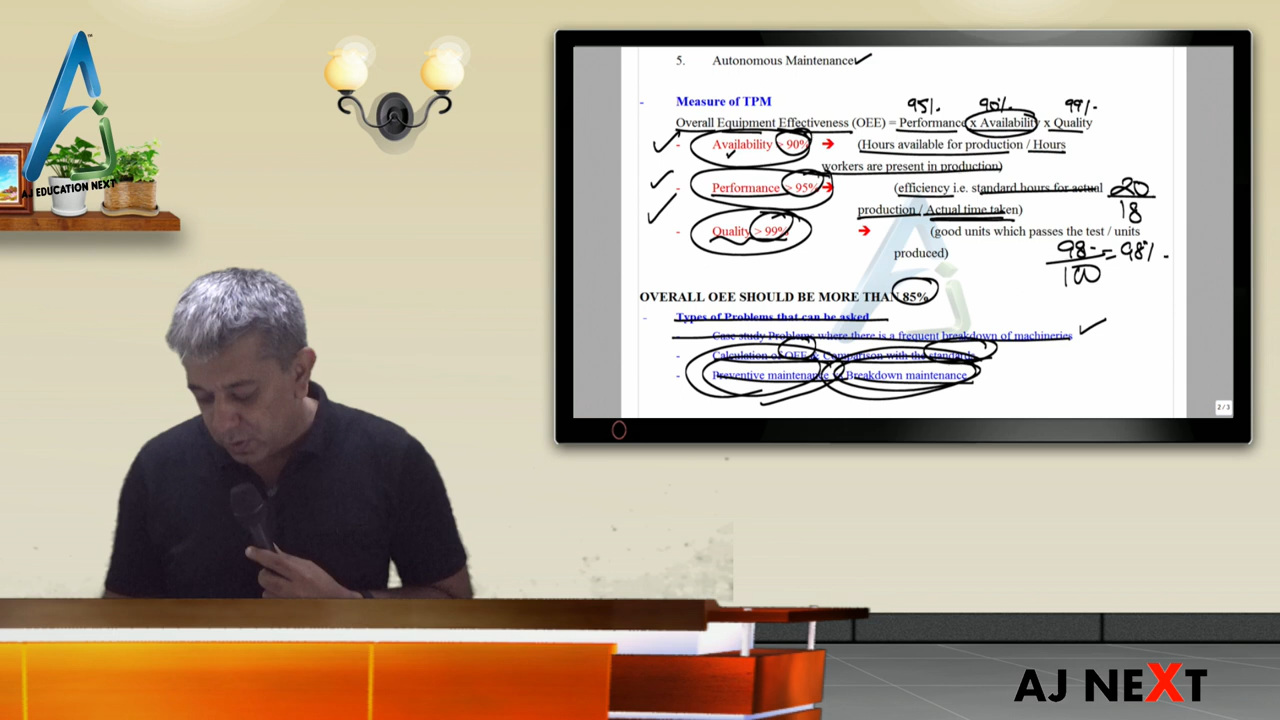 AJ EDUCATION NEXT
5. Autonomous Maintenance
- Measure of TPM
95% 90% 99%
Overall Equipment Effectiveness (OEE) = Performance x Availability x Quality
- Availability > 90% → (Hours available for production / Hours
workers are present in production)
- Performance > 95% → (efficiency i.e. standard hours for actual
production / Actual time taken)
20
18
- Quality > 99% → (good units which passes the test / units
produced)
98
100
= 98%
OVERALL OEE SHOULD BE MORE THAN 85%
- Types of Problems that can be asked
Case study Problems where there is a frequent breakdown of machineries
- Calculation of OEE & Comparison with the standards
- Preventive maintenance Breakdown maintenance
2 / 3
AJ NEXT